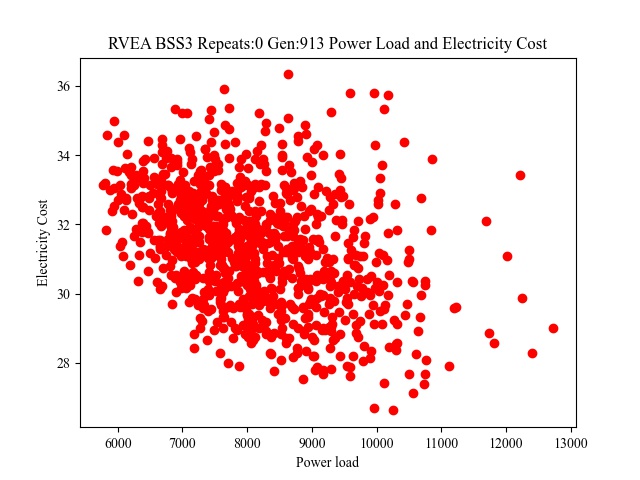 RVEA BSS3 Repeats:0 Gen:913 Power Load and Electricity Cost
36
34
32
30
28
Electricity Cost
6000 7000 8000 9000 10000 11000 12000 13000
Power load